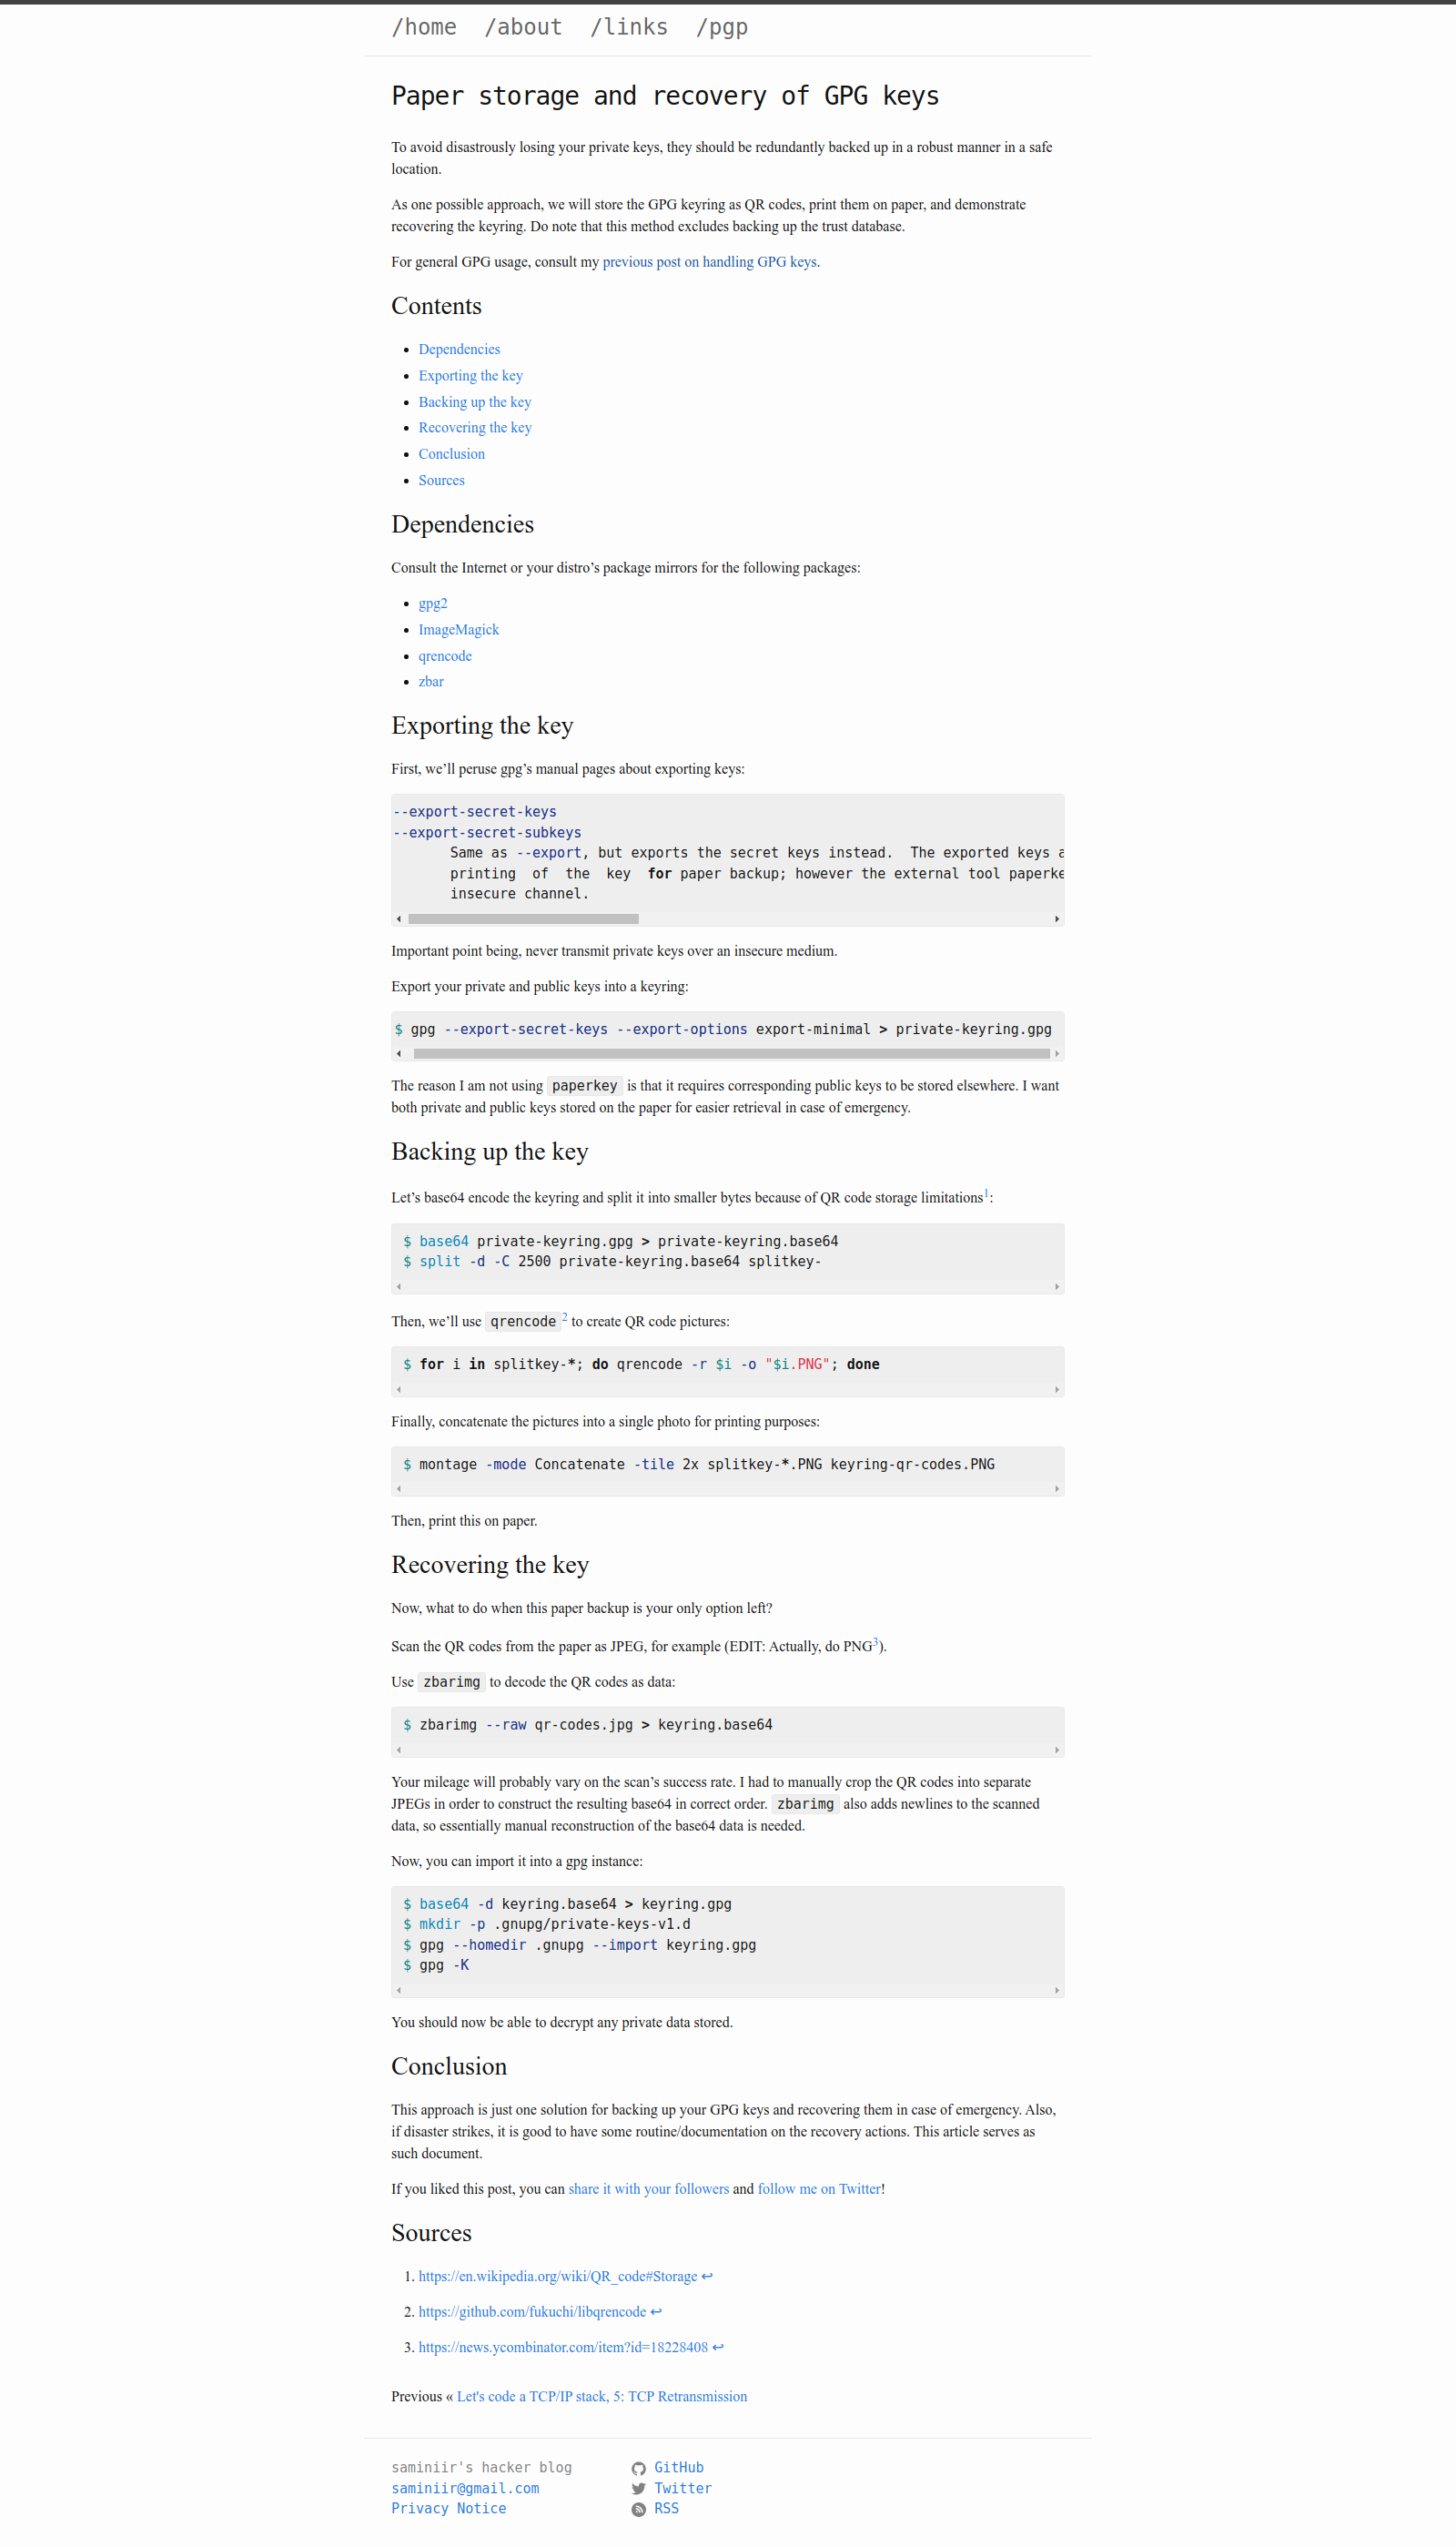 /home /about /links /pgp
Paper storage and recovery of GPG keys
To avoid disastrously losing your private keys, they should be redundantly backed up in a robust manner in a safe
location.
As one possible approach, we will store the GPG keyring as QR codes, print them on paper, and demonstrate
recovering the keyring. Do note that this method excludes backing up the trust database.
For general GPG usage, consult my previous post on handling GPG keys.
Contents
• Dependencies
• Exporting the key
• Backing up the key
• Recovering the key
• Conclusion
• Sources
Dependencies
Consult the Internet or your distro’s package mirrors for the following packages:
• gpg2
• ImageMagick
• qrencode
• zbar
Exporting the key
First, we’ll peruse gpg’s manual pages about exporting keys:
--export-secret-keys
--export-secret-subkeys
Same as --export, but exports the secret keys instead.  The exported keys a
printing  of  the  key  for paper backup; however the external tool paperke
insecure channel.
Important point being, never transmit private keys over an insecure medium.
Export your private and public keys into a keyring:
$ gpg --export-secret-keys --export-options export-minimal > private-keyring.gpg
The reason I am not using paperkey is that it requires corresponding public keys to be stored elsewhere. I want
both private and public keys stored on the paper for easier retrieval in case of emergency.
Backing up the key
Let’s base64 encode the keyring and split it into smaller bytes because of QR code storage limitations1:
$ base64 private-keyring.gpg > private-keyring.base64
$ split -d -C 2500 private-keyring.base64 splitkey-
Then, we’ll use qrencode 2 to create QR code pictures:
$ for i in splitkey-*; do qrencode -r $i -o "$i.PNG"; done
Finally, concatenate the pictures into a single photo for printing purposes:
$ montage -mode Concatenate -tile 2x splitkey-*.PNG keyring-qr-codes.PNG
Then, print this on paper.
Recovering the key
Now, what to do when this paper backup is your only option left?
Scan the QR codes from the paper as JPEG, for example (EDIT: Actually, do PNG3).
Use zbarimg to decode the QR codes as data:
$ zbarimg --raw qr-codes.jpg > keyring.base64
Your mileage will probably vary on the scan’s success rate. I had to manually crop the QR codes into separate
JPEGs in order to construct the resulting base64 in correct order. zbarimg also adds newlines to the scanned
data, so essentially manual reconstruction of the base64 data is needed.
Now, you can import it into a gpg instance:
$ base64 -d keyring.base64 > keyring.gpg
$ mkdir -p .gnupg/private-keys-v1.d
$ gpg --homedir .gnupg --import keyring.gpg
$ gpg -K
You should now be able to decrypt any private data stored.
Conclusion
This approach is just one solution for backing up your GPG keys and recovering them in case of emergency. Also,
if disaster strikes, it is good to have some routine/documentation on the recovery actions. This article serves as
such document.
If you liked this post, you can share it with your followers and follow me on Twitter!
Sources
1. https://en.wikipedia.org/wiki/QR_code#Storage ↩
2. https://github.com/fukuchi/libqrencode ↩
3. https://news.ycombinator.com/item?id=18228408 ↩
Previous « Let's code a TCP/IP stack, 5: TCP Retransmission
saminiir's hacker blog
saminiir@gmail.com
Privacy Notice
GitHub
Twitter
RSS